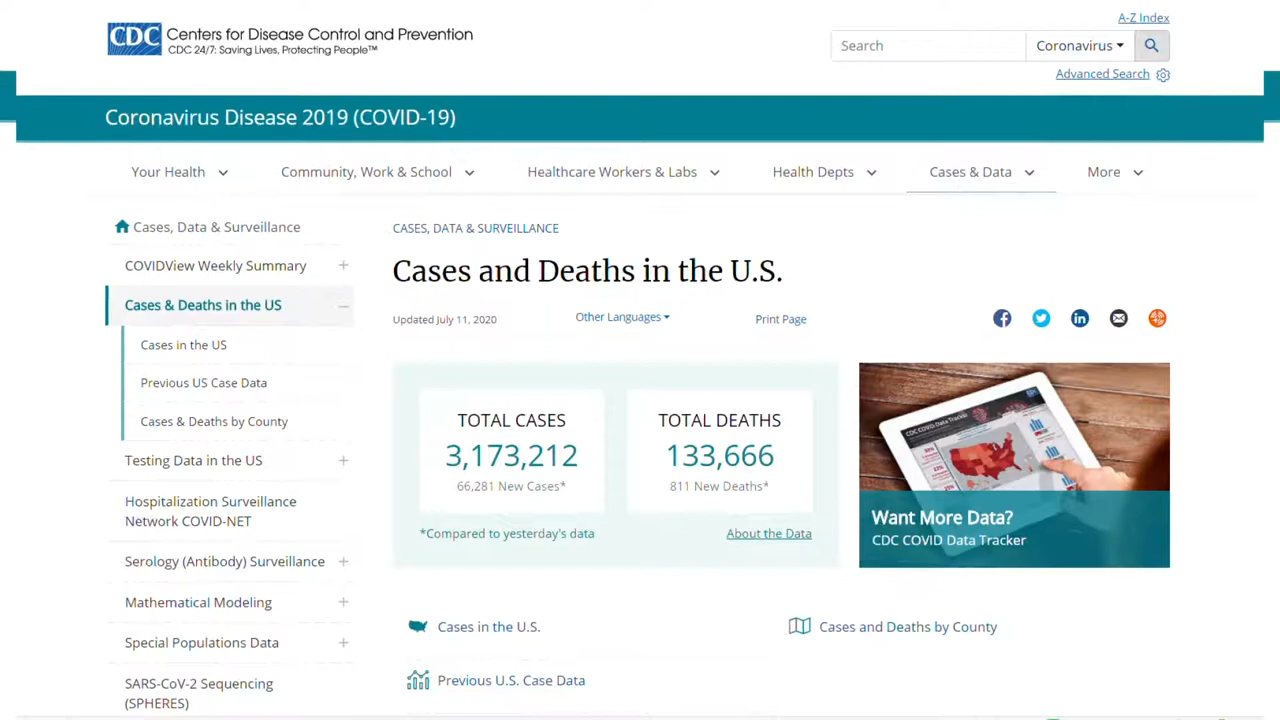 A-Z Index
CDC Centers for Disease Control and Prevention
CDC 24/7: Saving Lives, Protecting People™
Search
Coronavirus
Advanced Search
Coronavirus Disease 2019 (COVID-19)
Your Health
Community, Work & School
Healthcare Workers & Labs
Health Depts
Cases & Data
More
Cases, Data & Surveillance
COVIDView Weekly Summary
Cases & Deaths in the US
Cases in the US
Previous US Case Data
Cases & Deaths by County
Testing Data in the US
Hospitalization Surveillance
Network COVID-NET
Serology (Antibody) Surveillance
Mathematical Modeling
Special Populations Data
SARS-CoV-2 Sequencing
(SPHERES)
CASES, DATA & SURVEILLANCE
Cases and Deaths in the U.S.
Updated July 11, 2020
Other Languages
Print Page
TOTAL CASES
3,173,212
66,281 New Cases*
TOTAL DEATHS
133,666
811 New Deaths*
*Compared to yesterday's data
About the Data
CDC COVID Data Tracker
Want More Data?
CDC COVID Data Tracker
Cases in the U.S.
Cases and Deaths by County
Previous U.S. Case Data